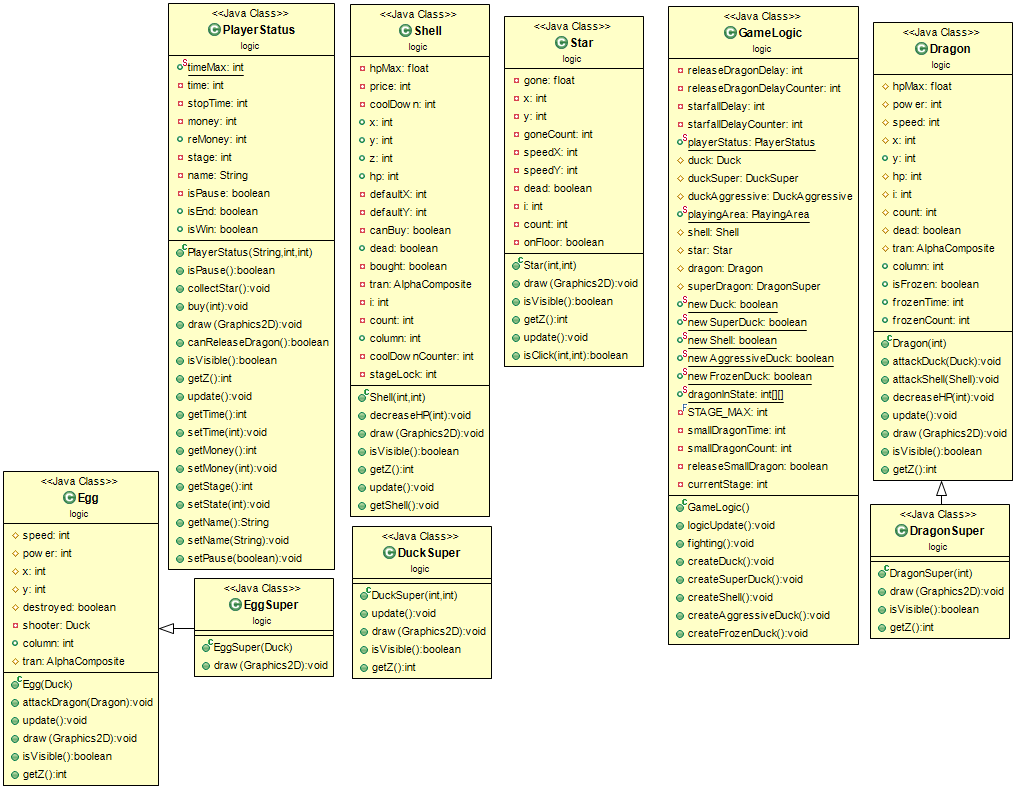 <<Java Class>>
PlayerStatus
logic
timeMax: int
time: int
stopTime: int
money: int
reMoney: int
stage: int
name: String
isPause: boolean
isEnd: boolean
isWin: boolean
PlayerStatus(String,int,int)
isPause():boolean
collectStar():void
buy(int):void
draw(Graphics2D):void
canReleaseDragon():boolean
isVisible():boolean
getZ():int
update():void
getTime():int
setTime(int):void
getMoney():int
setMoney(int):void
getStage():int
setState(int):void
getName():String
setName(String):void
setPause(boolean):void
<<Java Class>>
Shell
logic
hpMax: float
price: int
coolDown: int
x: int
y: int
z: int
hp: int
defaultX: int
defaultY: int
canBuy: boolean
dead: boolean
bought: boolean
tran: AlphaComposite
i: int
count: int
column: int
coolDownCounter: int
stageLock: int
Shell(int,int)
decreaseHP(int):void
draw(Graphics2D):void
isVisible():boolean
getZ():int
update():void
getShell():void
<<Java Class>>
Star
logic
gone: float
x: int
y: int
goneCount: int
speedX: int
speedY: int
dead: boolean
i: int
count: int
onFloor: boolean
Star(int,int)
draw(Graphics2D):void
isVisible():boolean
getZ():int
update():void
isClick(int,int):boolean
<<Java Class>>
GameLogic
logic
releaseDragonDelay: int
releaseDragonDelayCounter: int
starfallDelay: int
starfallDelayCounter: int
playerStatus: PlayerStatus
duck: Duck
duckSuper: DuckSuper
duckAggressive: DuckAggressive
playingArea: PlayingArea
shell: Shell
star: Star
dragon: Dragon
superDragon: DragonSuper
newDuck: boolean
newSuperDuck: boolean
newShell: boolean
newAggressiveDuck: boolean
newFrozenDuck: boolean
dragonInState: int[][]
STAGE_MAX: int
smallDragonTime: int
smallDragonCount: int
releaseSmallDragon: boolean
currentStage: int
GameLogic()
logicUpdate():void
fighting():void
createDuck():void
createSuperDuck():void
createShell():void
createAggressiveDuck():void
createFrozenDuck():void
<<Java Class>>
Dragon
logic
hpMax: float
power: int
speed: int
x: int
y: int
hp: int
i: int
count: int
dead: boolean
tran: AlphaComposite
column: int
isFrozen: boolean
frozenTime: int
frozenCount: int
Dragon(int)
attackDuck(Duck):void
attackShell(Shell):void
decreaseHP(int):void
update():void
draw(Graphics2D):void
isVisible():boolean
getZ():int
<<Java Class>>
Egg
logic
speed: int
power: int
x: int
y: int
destroyed: boolean
shooter: Duck
column: int
tran: AlphaComposite
Egg(Duck)
attackDragon(Dragon):void
update():void
draw(Graphics2D):void
isVisible():boolean
getZ():int
<<Java Class>>
EggSuper
logic
EggSuper(Duck)
draw(Graphics2D):void
<<Java Class>>
DuckSuper
logic
DuckSuper(int,int)
update():void
draw(Graphics2D):void
isVisible():boolean
getZ():int
<<Java Class>>
DragonSuper
logic
DragonSuper(int)
draw(Graphics2D):void
isVisible():boolean
getZ():int